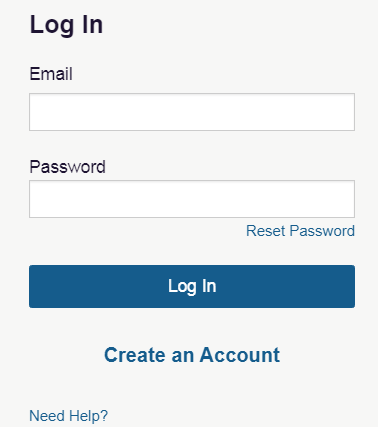 Log In
Email
Password
Reset Password
Log In
Create an Account
Need Help?